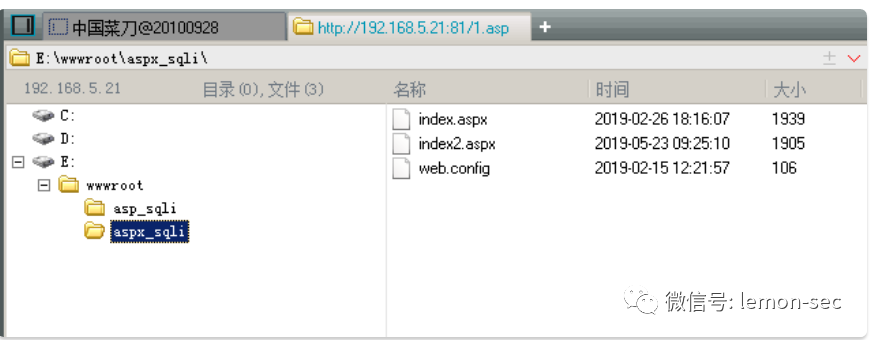 中国菜刀@20100928 http://192.168.5.21:81/1.asp +
E:\wwwroot\aspx_sqli\
192.168.5.21 目录(0),文件(3) 名称 时间 大小
C:
D:
E:
wwwroot
asp_sqli
aspx_sqli
index.aspx 2019-02-26 18:16:07 1939
index2.aspx 2019-05-23 09:25:10 1905
web.config 2019-02-15 12:21:57 106
微信号: lemon-sec